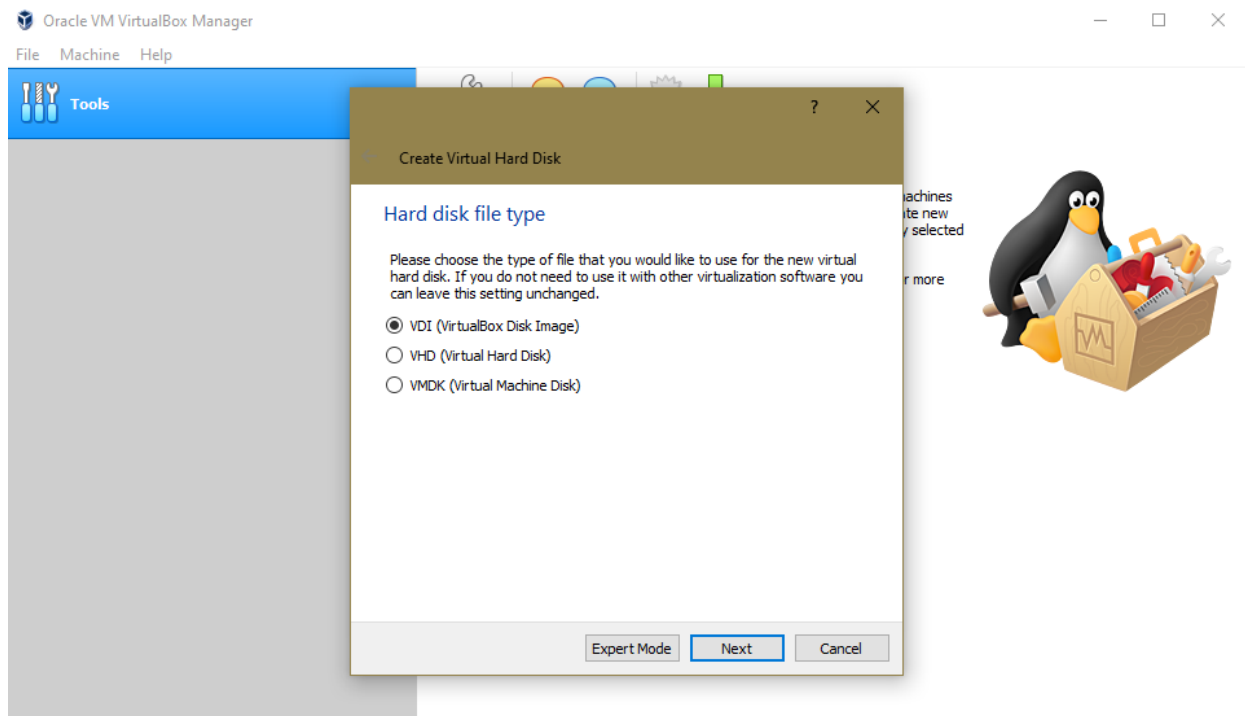 Oracle VM VirtualBox Manager
File Machine Help
Tools
?
Create Virtual Hard Disk
Hard disk file type
Please choose the type of file that you would like to use for the new virtual
hard disk. If you do not need to use it with other virtualization software you
can leave this setting unchanged.
VDI (VirtualBox Disk Image)
VHD (Virtual Hard Disk)
VMDK (Virtual Machine Disk)
Expert Mode Next Cancel
achines
te new
selected
r more